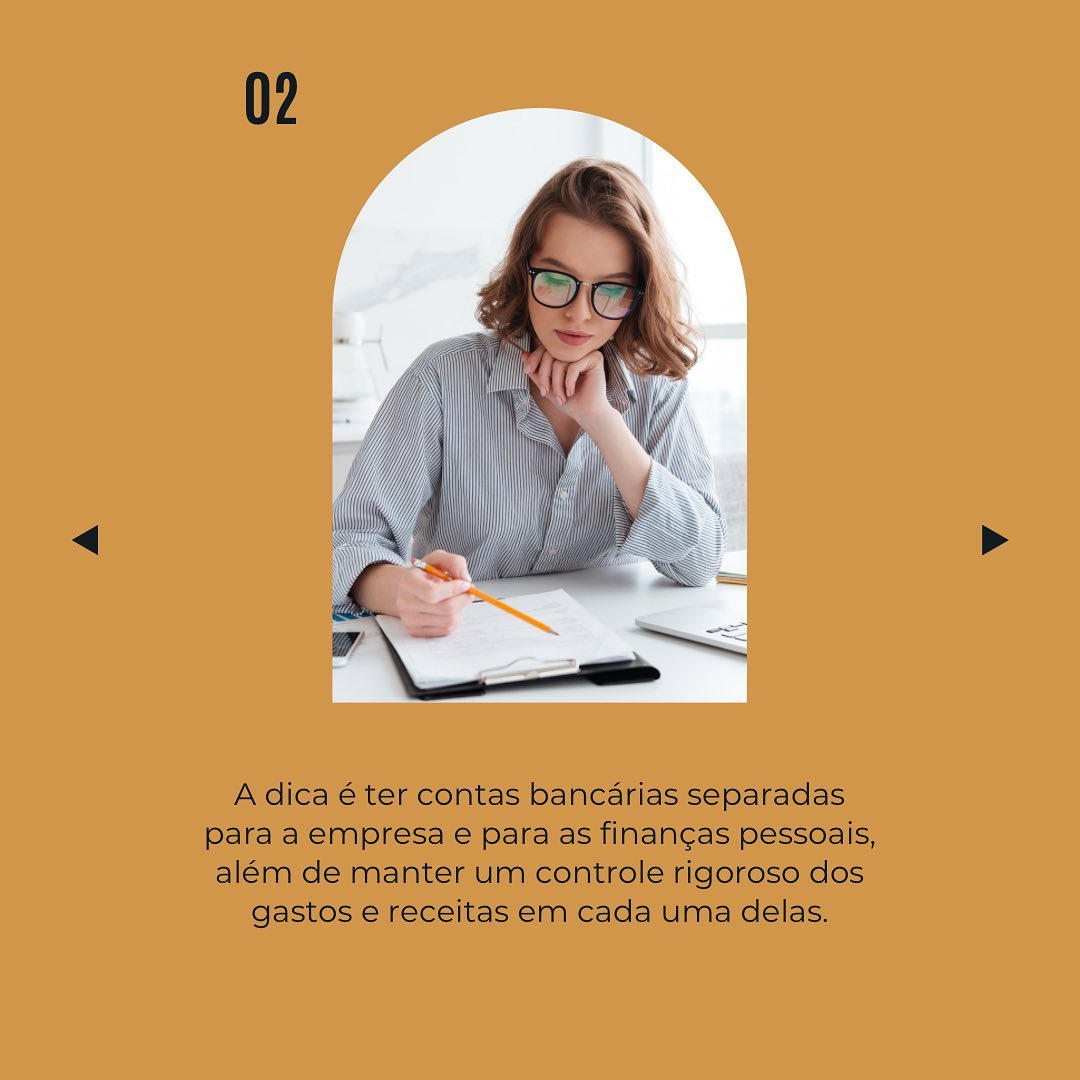 02
A dica é ter contas bancárias separadas
para a empresa e para as finanças pessoais,
além de manter um controle rigoroso dos
gastos e receitas em cada uma delas.